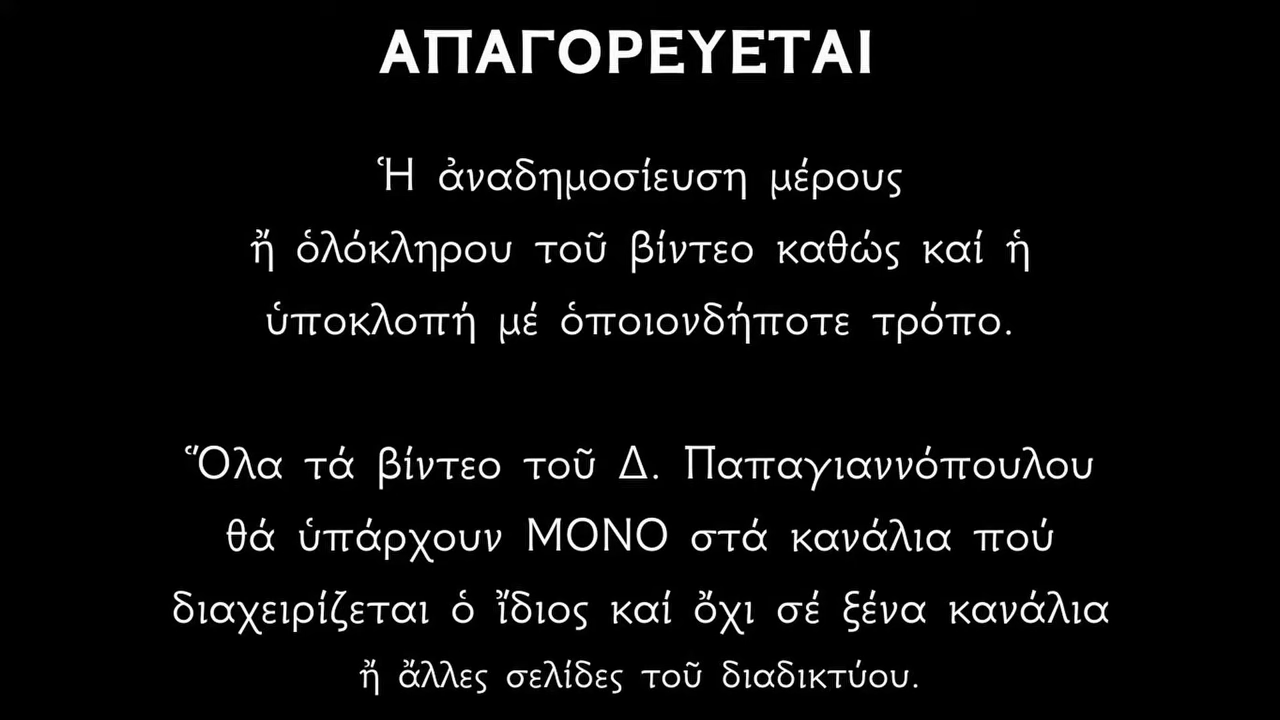 ΑΠΑΓΟΡΕΥΕΤΑΙ
Ἡ ἀναδημοσίευση μέρους
ἤ ὁλόκληρου τοῦ βίντεο καθώς καί ἡ
ὑποκλοπή μέ ὁποιονδήποτε τρόπο.
Ὅλα τά βίντεο τοῦ Δ. Παπαγιαννόπουλου
θά ὑπάρχουν ΜΟΝΟ στά κανάλια πού
διαχειρίζεται ὁ ἴδιος καί ὄχι σέ ξένα κανάλια
ἤ ἄλλες σελίδες τοῦ διαδικτύου.